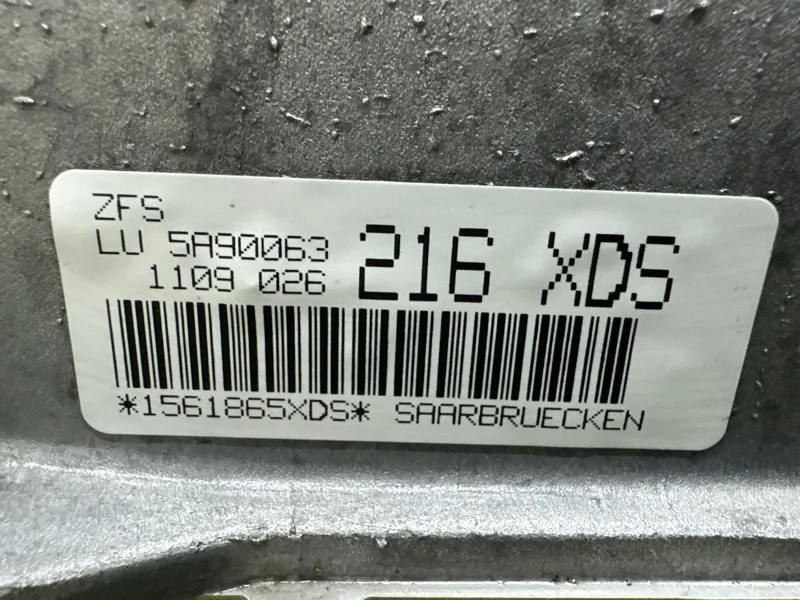 ZFS
LU 5A90063 216 XDS
1109 026
*1561865XDS* SAARBRUECKEN